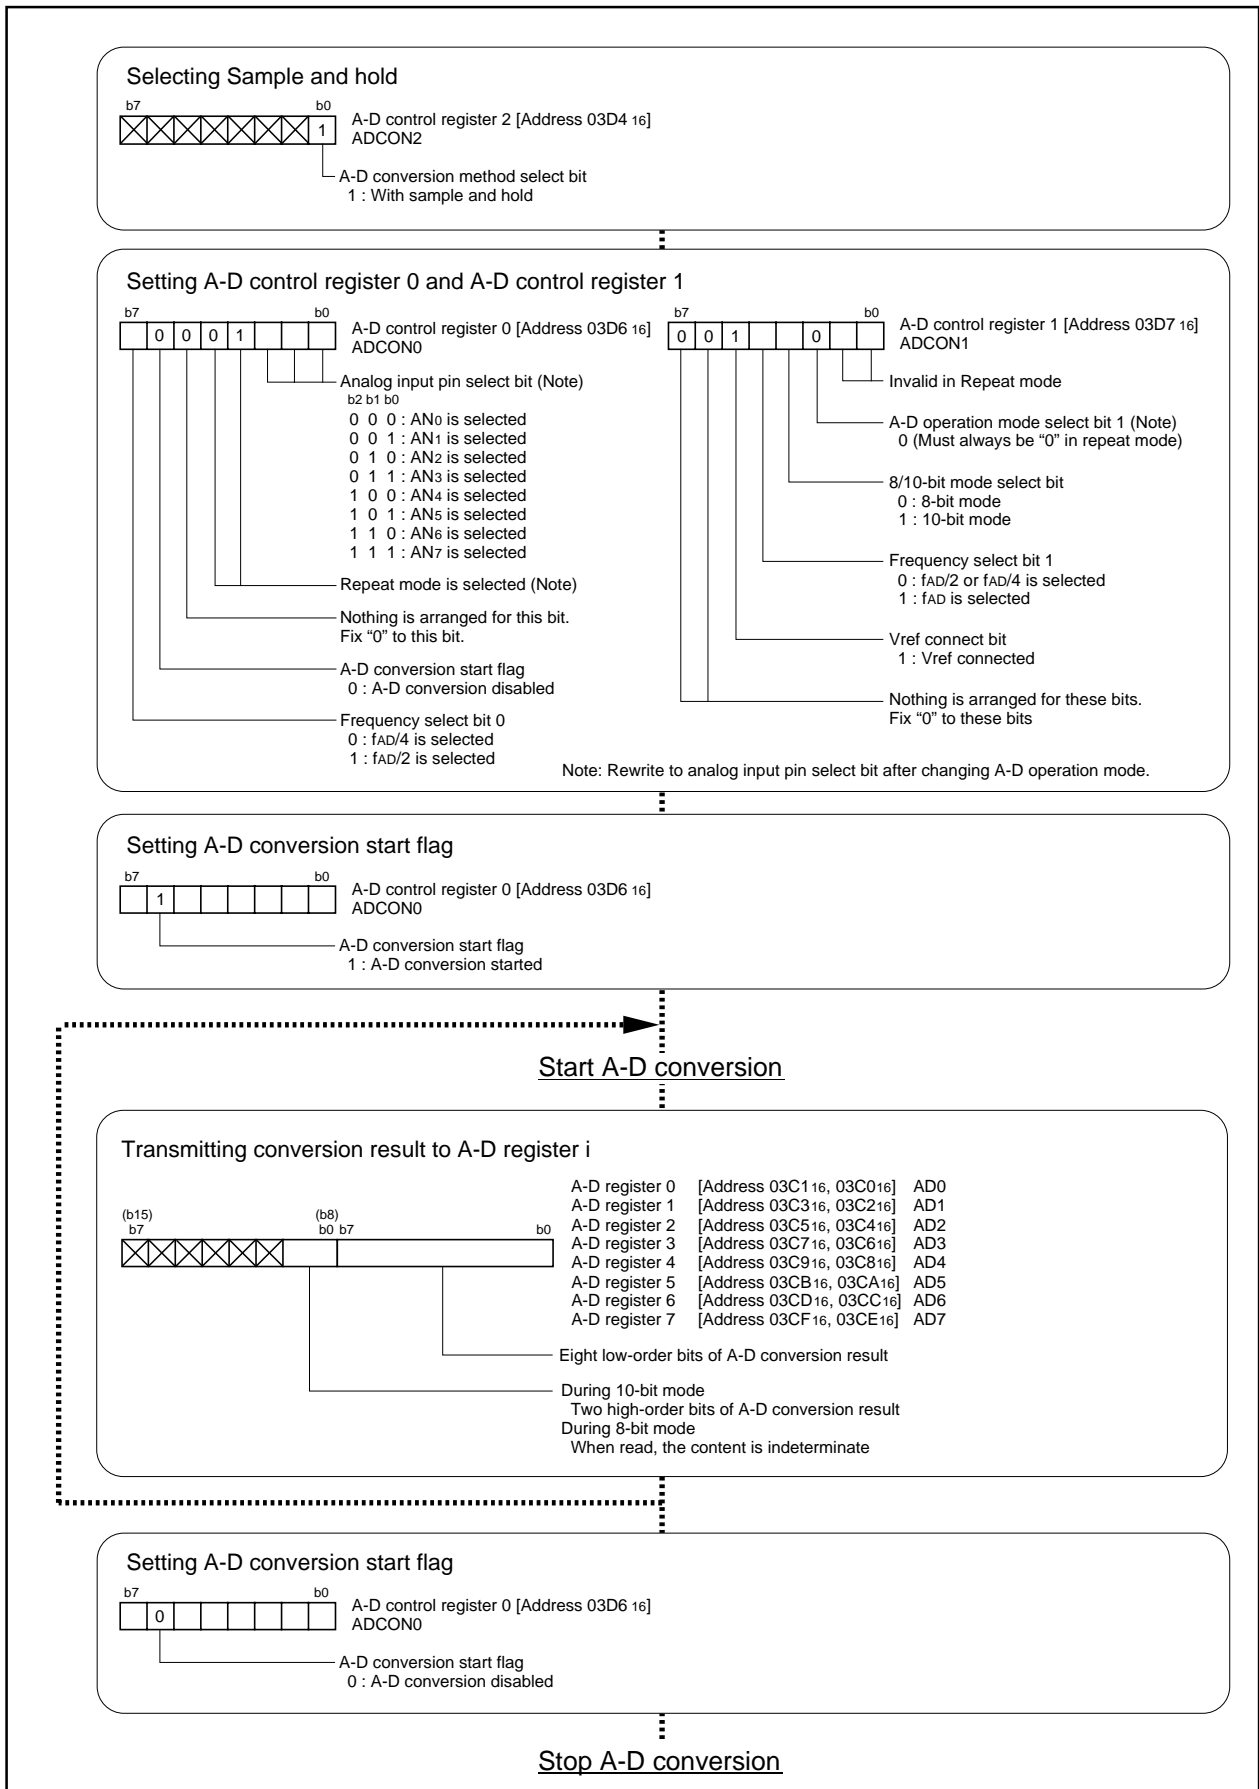 Selecting Sample and hold
b7 b0
1
A-D control register 2 [Address 03D4 16]
ADCON2
A-D conversion method select bit
1 : With sample and hold
Setting A-D control register 0 and A-D control register 1
b7 b0
0 0 0 1
A-D control register 0 [Address 03D6 16]
ADCON0
Analog input pin select bit (Note)
b2 b1 b0
0 0 0 : AN0 is selected
0 0 1 : AN1 is selected
0 1 0 : AN2 is selected
0 1 1 : AN3 is selected
1 0 0 : AN4 is selected
1 0 1 : AN5 is selected
1 1 0 : AN6 is selected
1 1 1 : AN7 is selected
Repeat mode is selected (Note)
Nothing is arranged for this bit.
Fix “0” to this bit.
A-D conversion start flag
0 : A-D conversion disabled
Frequency select bit 0
0 : fAD/4 is selected
1 : fAD/2 is selected
b7 b0
0 0 1 0
A-D control register 1 [Address 03D7 16]
ADCON1
Invalid in Repeat mode
A-D operation mode select bit 1 (Note)
0 (Must always be “0” in repeat mode)
8/10-bit mode select bit
0 : 8-bit mode
1 : 10-bit mode
Frequency select bit 1
0 : fAD/2 or fAD/4 is selected
1 : fAD is selected
Vref connect bit
1 : Vref connected
Nothing is arranged for these bits.
Fix “0” to these bits
Note: Rewrite to analog input pin select bit after changing A-D operation mode.
Setting A-D conversion start flag
b7 b0
1
A-D control register 0 [Address 03D6 16]
ADCON0
A-D conversion start flag
1 : A-D conversion started
Start A-D conversion
Transmitting conversion result to A-D register i
(b15) (b8)
b7 b0 b7 b0
A-D register 0 [Address 03C116, 03C016] AD0
A-D register 1 [Address 03C316, 03C216] AD1
A-D register 2 [Address 03C516, 03C416] AD2
A-D register 3 [Address 03C716, 03C616] AD3
A-D register 4 [Address 03C916, 03C816] AD4
A-D register 5 [Address 03CB16, 03CA16] AD5
A-D register 6 [Address 03CD16, 03CC16] AD6
A-D register 7 [Address 03CF16, 03CE16] AD7
Eight low-order bits of A-D conversion result
During 10-bit mode
Two high-order bits of A-D conversion result
During 8-bit mode
When read, the content is indeterminate
Setting A-D conversion start flag
b7 b0
0
A-D control register 0 [Address 03D6 16]
ADCON0
A-D conversion start flag
0 : A-D conversion disabled
Stop A-D conversion